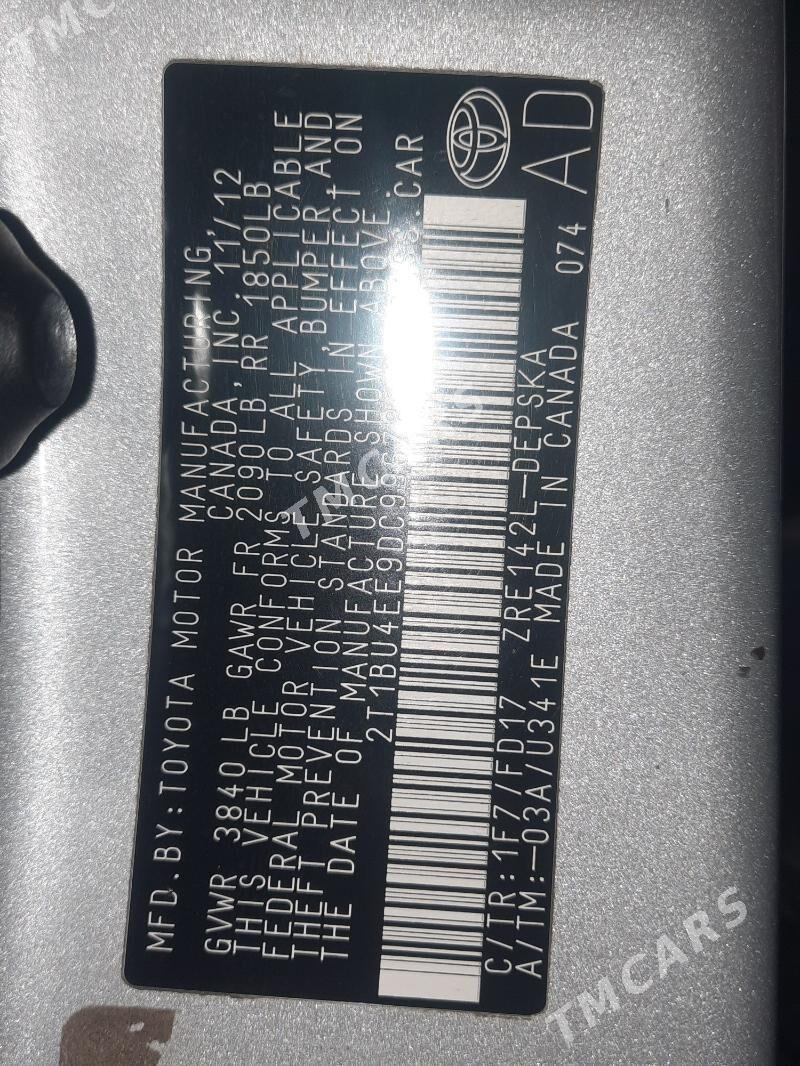 MFD.BY:TOYOTA MOTOR MANUFACTURING,
CANADA, INC. 11/12
GVWR 3840 LB GAWR FR 2090LB, RR 1850LB
THIS VEHICLE CONFORMS TO ALL APPLICABLE
FEDERAL MOTOR VEHICLE SAFETY, BUMPER, AND
THEFT PREVENTION STANDARDS IN EFFECT ON
THE DATE OF MANUFACTURE SHOWN ABOVE.
P.CAR
C/TR:1F7/FD17 ZRE142L-DEPSKA
A/TM:-03A/U341E MADE IN CANADA 074
AD
TMCARS
TMCARS
TMCARS